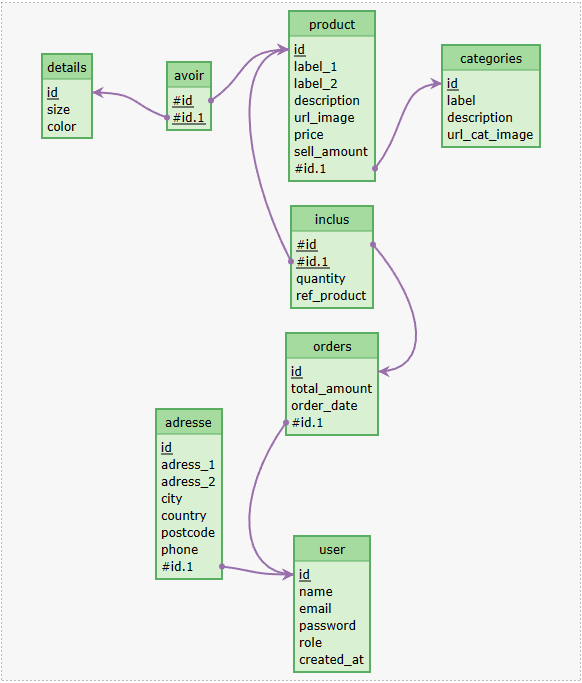 product
id
label_1
label_2
description
url_image
price
sell_amount
#id.1
categories
id
label
description
url_cat_image
details
id
size
color
avoir
#id
#id.1
inclus
#id
#id.1
quantity
ref_product
orders
id
total_amount
order_date
#id.1
adresse
id
adress_1
adress_2
city
country
postcode
phone
#id.1
user
id
name
email
password
role
created_at